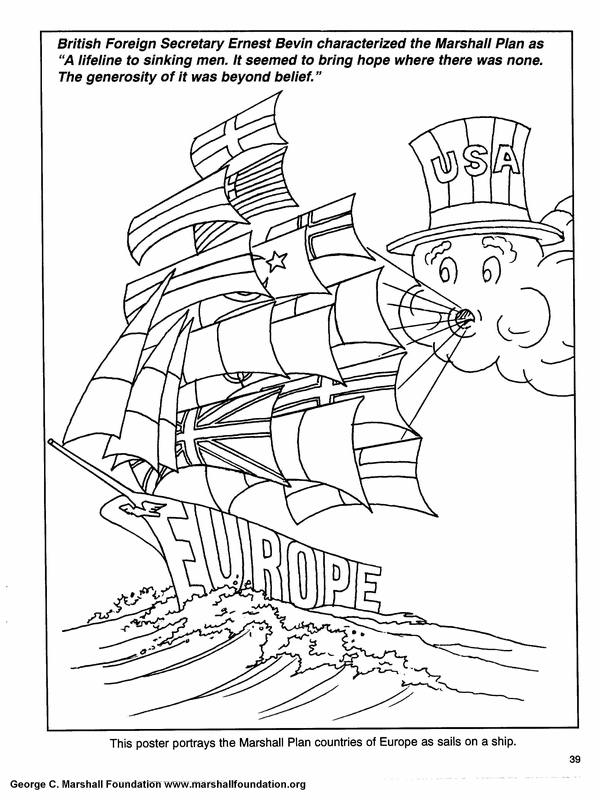 British Foreign Secretary Ernest Bevin characterized the Marshall Plan as
“A lifeline to sinking men. It seemed to bring hope where there was none.
The generosity of it was beyond belief.”
USA
EUROPE
This poster portrays the Marshall Plan countries of Europe as sails on a ship.
39
George C. Marshall Foundation www.marshallfoundation.org